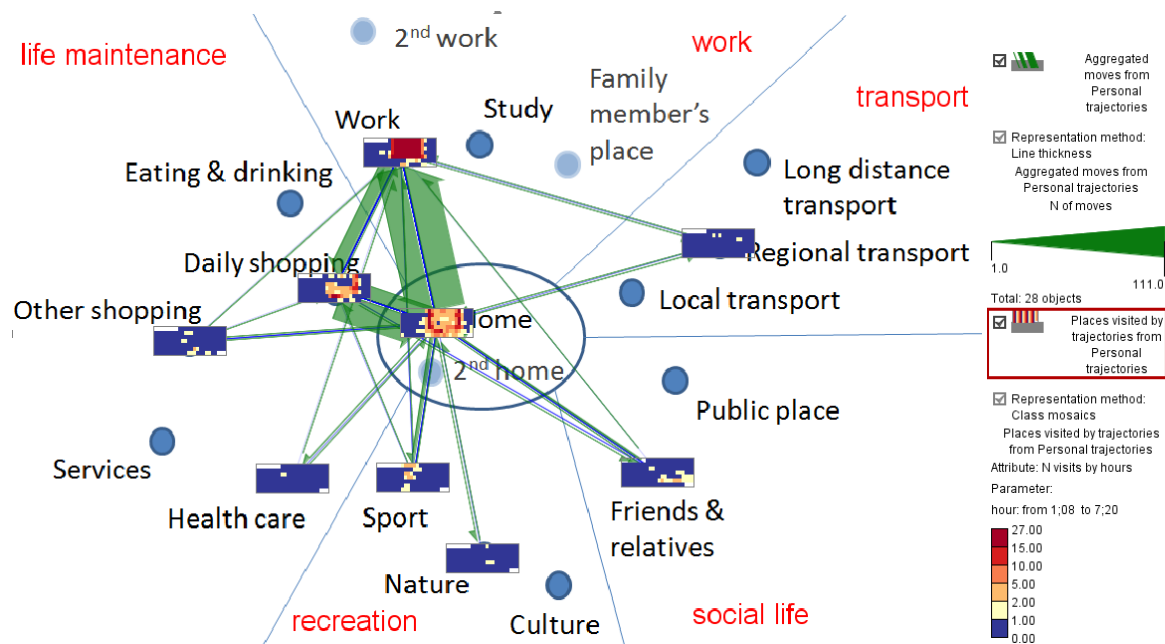 life maintenance
2nd work
work
Family
member's
place
transport
Study
Work
Eating & drinking
Long distance
transport
Daily shopping
Regional transport
Other shopping
Local transport
ome
2nd home
Public place
Services
Health care
Sport
Friends &
relatives
Nature
Culture
recreation
social life
Aggregated
moves from
Personal
trajectories
Representation method:
Line thickness
Aggregated moves from
Personal trajectories
N of moves
1.0
111.0
Total: 28 objects
Places visited by
trajectories from
Personal
trajectories
Representation method:
Class mosaics
Places visited by trajectories
from Personal trajectories
Attribute: N visits by hours
Parameter:
hour: from 1;08 to 7;20
27.00
15.00
10.00
5.00
2.00
1.00
0.00